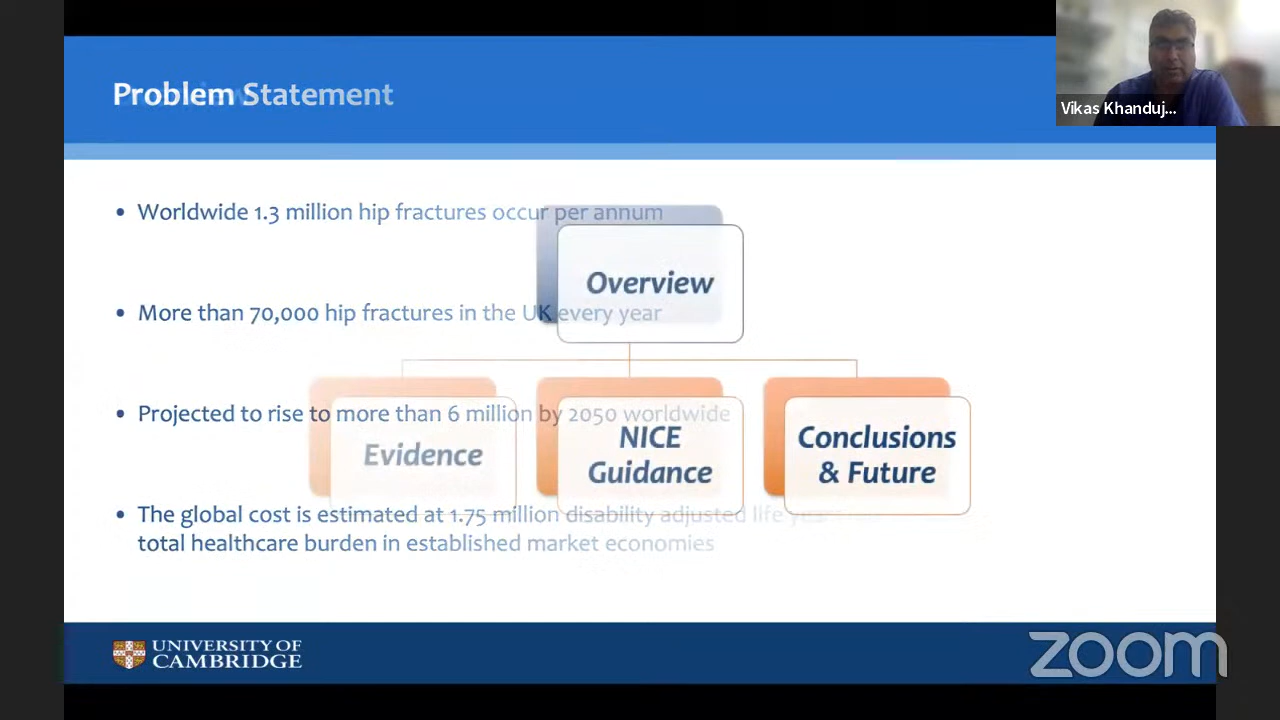 Problem Statement
Vikas Khanduj...
• Worldwide 1.3 million hip fractures occur per annum
Overview
• More than 70,000 hip fractures in the UK every year
• Projected to rise to more than 6 million by 2050 worldwide
Evidence
NICE
Guidance
Conclusions
& Future
• The global cost is estimated at 1.75 million disability adjusted life
total healthcare burden in established market economies
UNIVERSITY OF
CAMBRIDGE
zoom